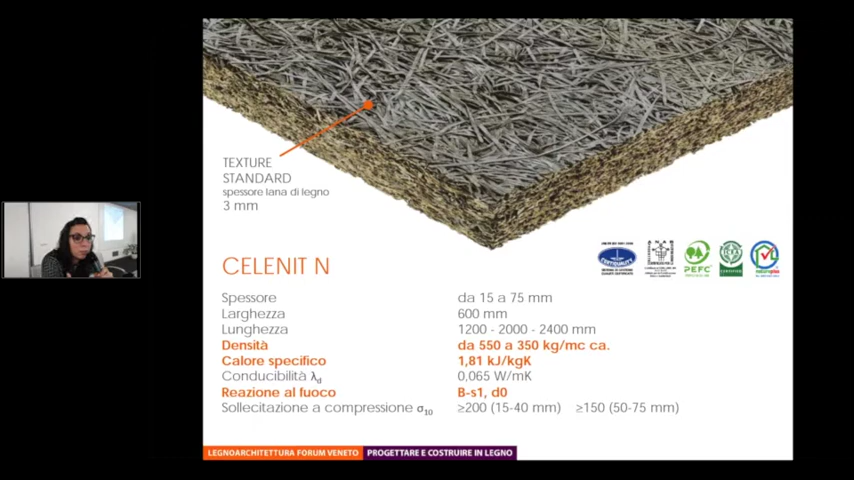 TEXTURE
STANDARD
spessore lana di legno
3 mm
CELENIT N
CERTIQUALITY
PEFC
ICEA
natureplus
Spessore da 15 a 75 mm
Larghezza 600 mm
Lunghezza 1200 - 2000 - 2400 mm
Densità da 550 a 350 kg/mc ca.
Calore specifico 1,81 kJ/kgK
Conducibilità λd 0,065 W/mK
Reazione al fuoco B-s1, d0
Sollecitazione a compressione σ10 ≥200 (15-40 mm) ≥150 (50-75 mm)
LEGNOARCHITETTURA FORUM VENETO PROGETTARE E COSTRUIRE IN LEGNO